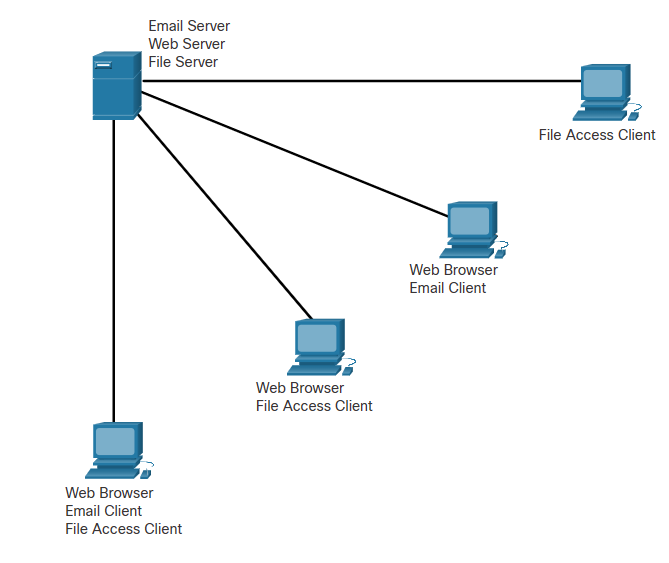 Email Server
Web Server
File Server
File Access Client
Web Browser
Email Client
Web Browser
File Access Client
Web Browser
Email Client
File Access Client